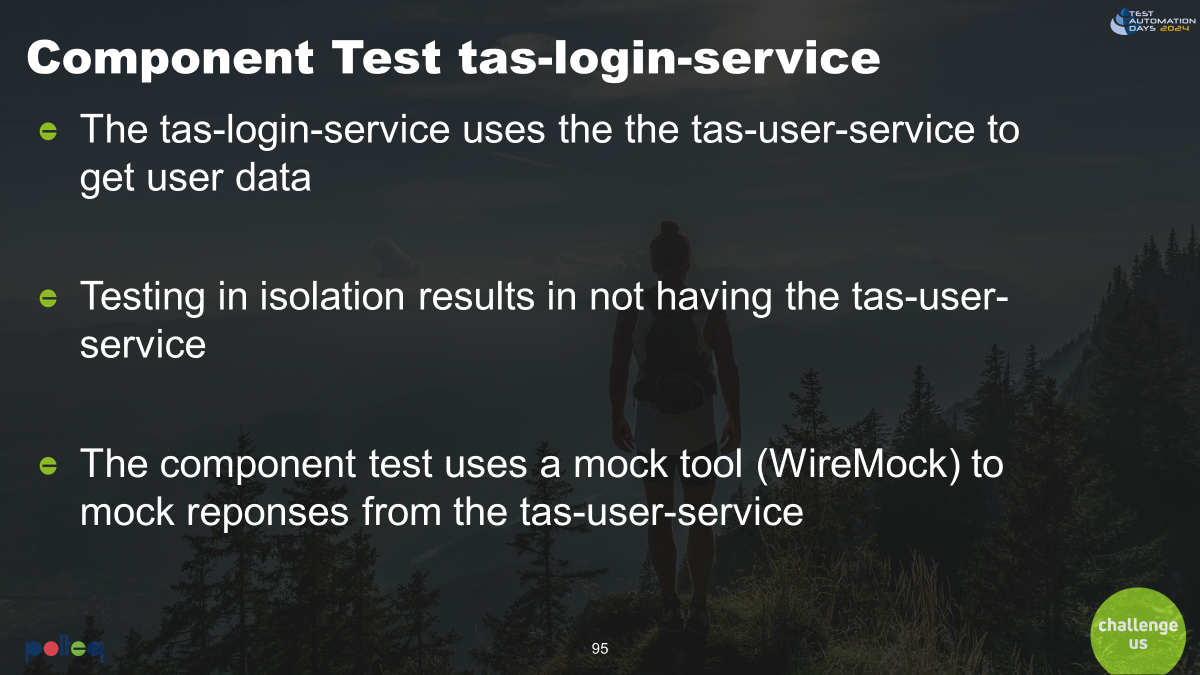 TEST
AUTOMATION
DAYS 2024
Component Test tas-login-service
The tas-login-service uses the the tas-user-service to
get user data
Testing in isolation results in not having the tas-user-
service
The component test uses a mock tool (WireMock) to
mock reponses from the tas-user-service
polteq
95
challenge
us